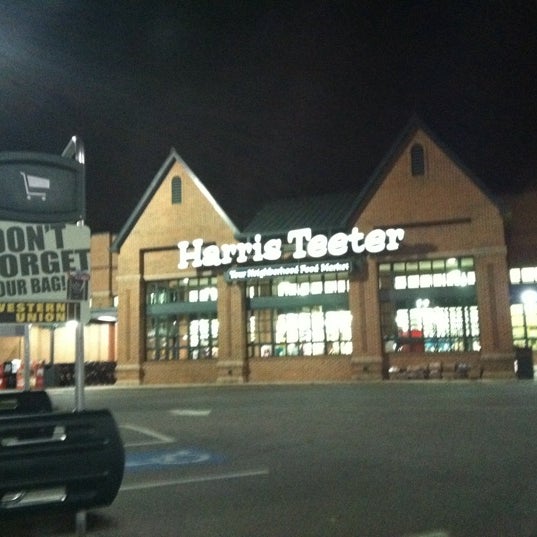 Harris Teeter
Your Neighborhood Food Market
DON'T
FORGET
YOUR BAG!
WESTERN
UNION